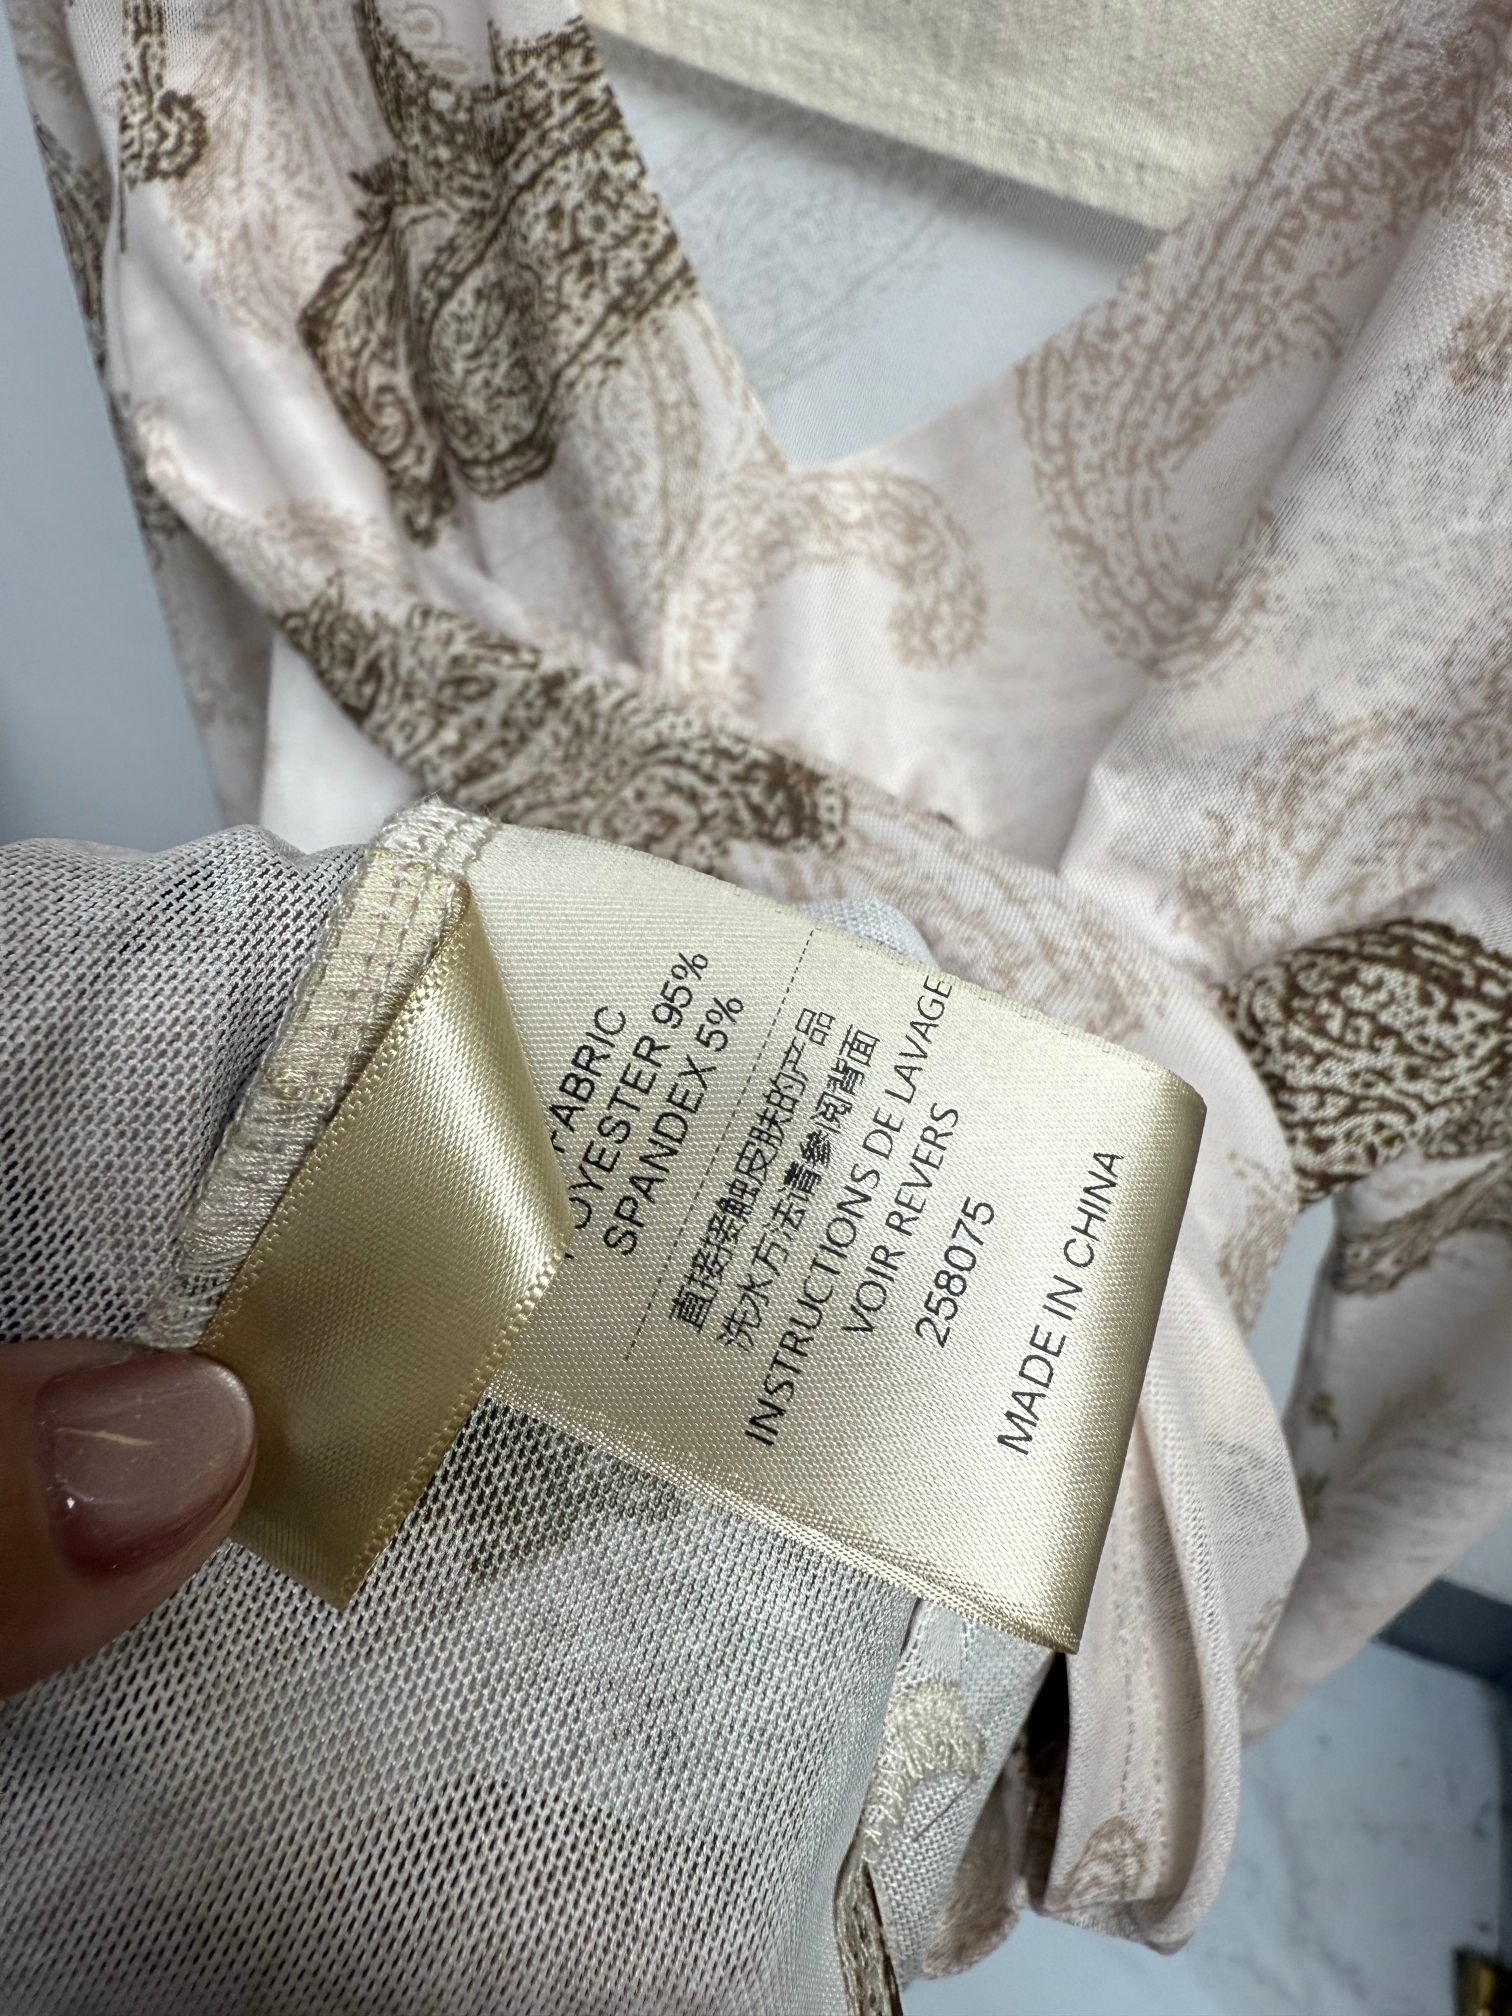 FABRIC
POLYESTER 95%
SPANDEX 5%
直接接触皮肤的产品
洗水方法请参阅背面
INSTRUCTIONS DE LAVAGE:
VOIR REVERS
258075
MADE IN CHINA